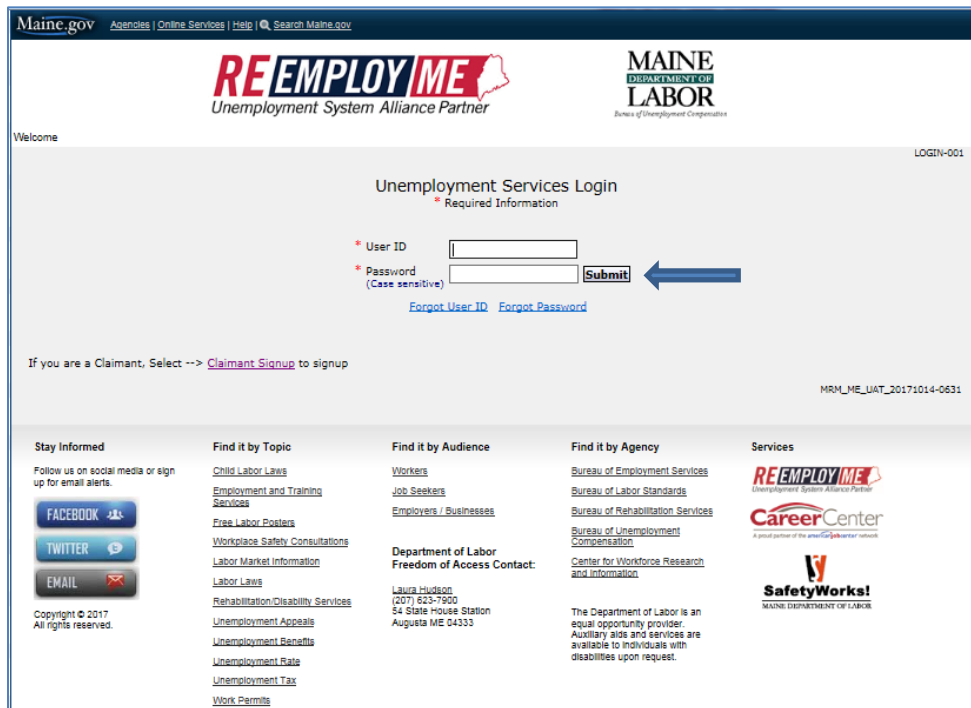 Maine.gov Agencies | Online Services | Help | Search Maine.gov
REEMPLOYME
Unemployment System Alliance Partner
MAINE
DEPARTMENT OF
LABOR
Bureau of Unemployment Compensation
Welcome
LOGIN-001
Unemployment Services Login
* Required Information
* User ID
* Password
(Case sensitive)
Submit
Forgot User ID Forgot Password
If you are a Claimant, Select --> Claimant Signup to signup
MRM_ME_UAT_20171014-0631
Stay Informed
Follow us on social media or sign
up for email alerts.
FACEBOOK
TWITTER
EMAIL
Copyright © 2017
All rights reserved.
Find it by Topic
Child Labor Laws
Employment and Training
Services
Free Labor Posters
Workplace Safety Consultations
Labor Market Information
Labor Laws
Rehabilitation/Disability Services
Unemployment Appeals
Unemployment Benefits
Unemployment Rate
Unemployment Tax
Work Permits
Find it by Audience
Workers
Job Seekers
Employers / Businesses
Department of Labor
Freedom of Access Contact:
Laura Hudson
(207) 623-7900
54 State House Station
Augusta ME 04333
Find it by Agency
Bureau of Employment Services
Bureau of Labor Standards
Bureau of Rehabilitation Services
Bureau of Unemployment
Compensation
Center for Workforce Research
and Information
The Department of Labor is an
equal opportunity provider.
Auxiliary aids and services are
available to individuals with
disabilities upon request.
Services
REEMPLOYME
Unemployment System Alliance Partner
CareerCenter
A proud partner of the americanjobcenter network
SafetyWorks!
MAINE DEPARTMENT OF LABOR